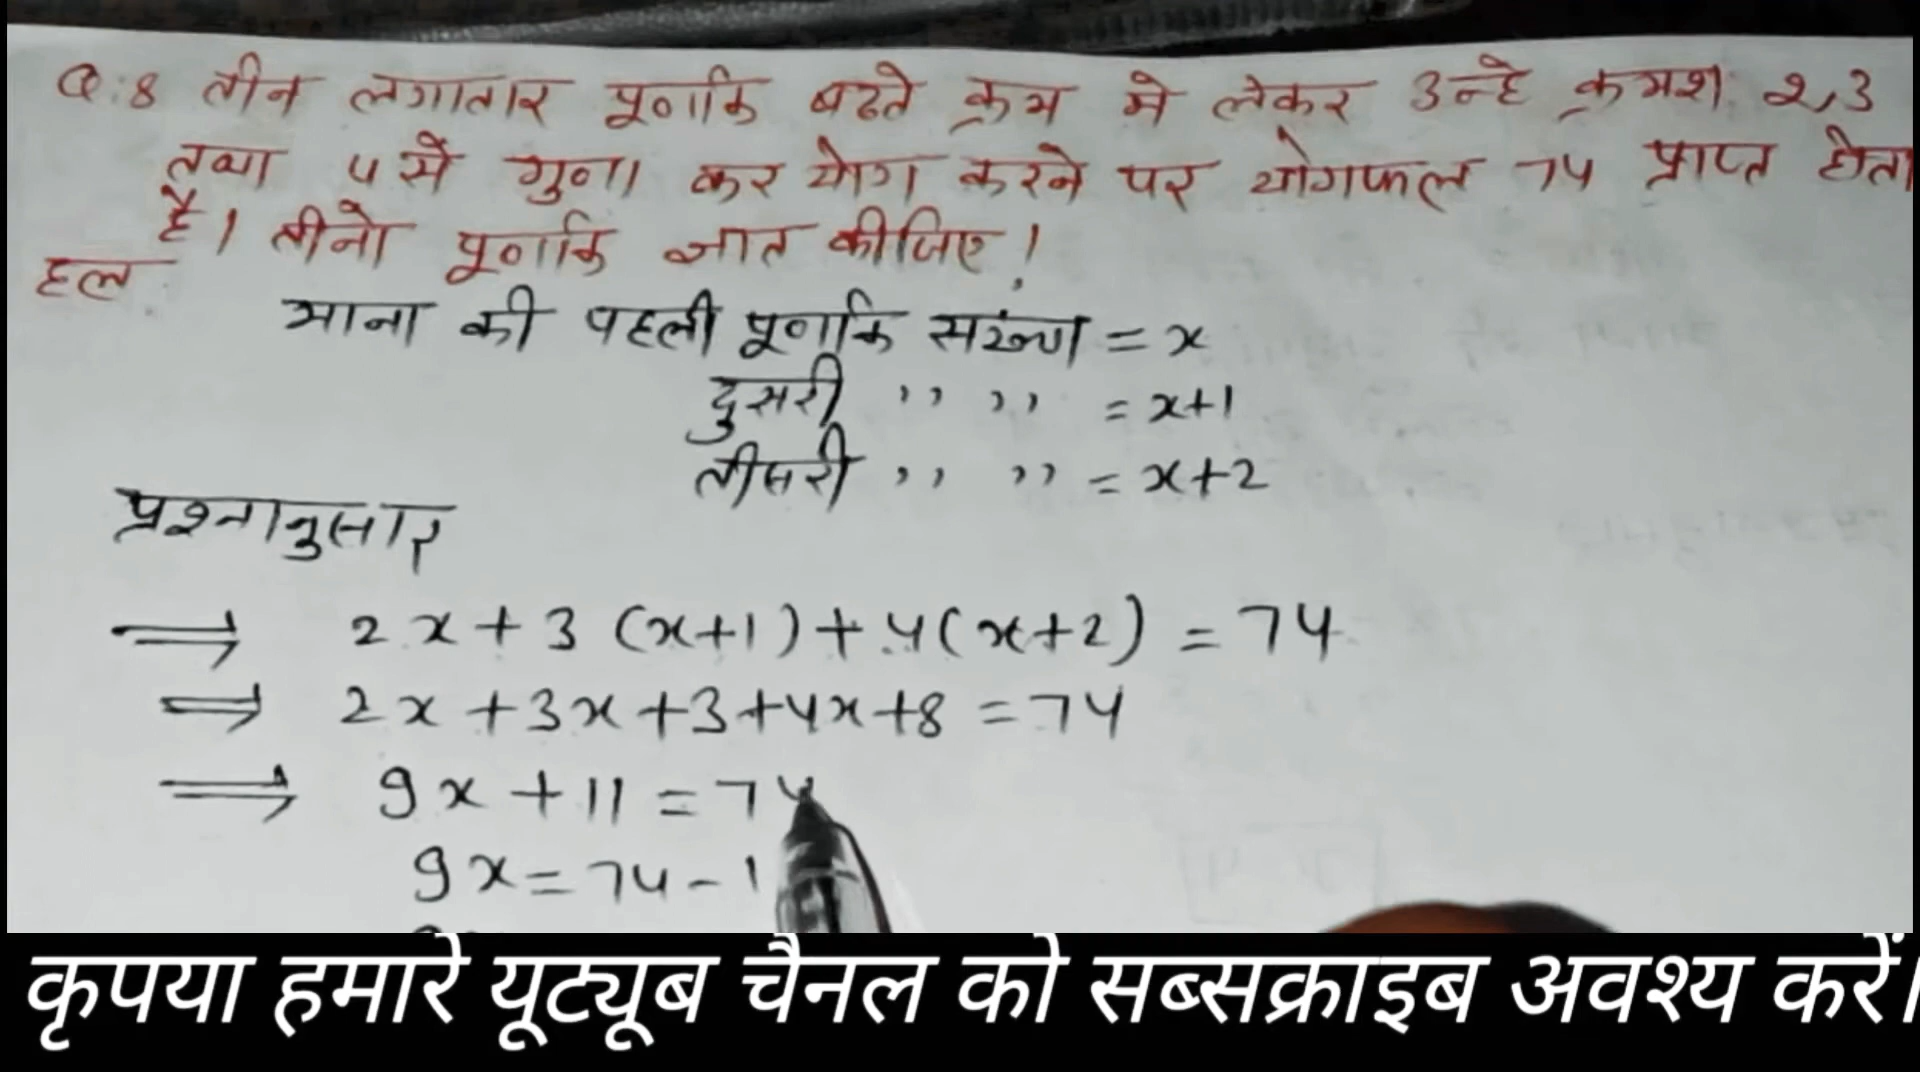 Q:8 तीन लगातार पूर्णांक बढते क्रम मे लेकर उन्हे क्रमश: 2,3
तथा 4 से गुणा कर योग करने पर योगफल 74 प्राप्त होता
है। तीनो पूर्णांक ज्ञात कीजिए।
हल
माना की पहली पूर्णांक संख्या = x
दुसरी ,, ,, = x+1
तीसरी ,, ,, = x+2
प्रश्नानुसार
⇒ 2x+3(x+1)+4(x+2) = 74
⇒ 2x+3x+3+4x+8 = 74
⇒ 9x+11 = 74
9x = 74-1
कृपया हमारे यूट्यूब चैनल को सब्सक्राइब अवश्य करें।